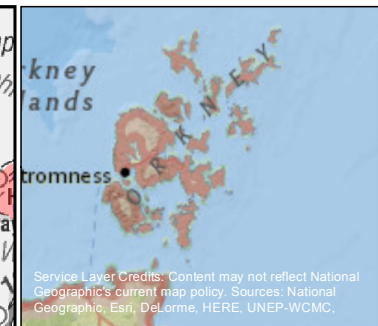 kney
lands
ORKNEY
tromness
Service Layer Credits: Content may not reflect National
Geographic's current map policy. Sources: National
Geographic, Esri, DeLorme, HERE, UNEP-WCMC,